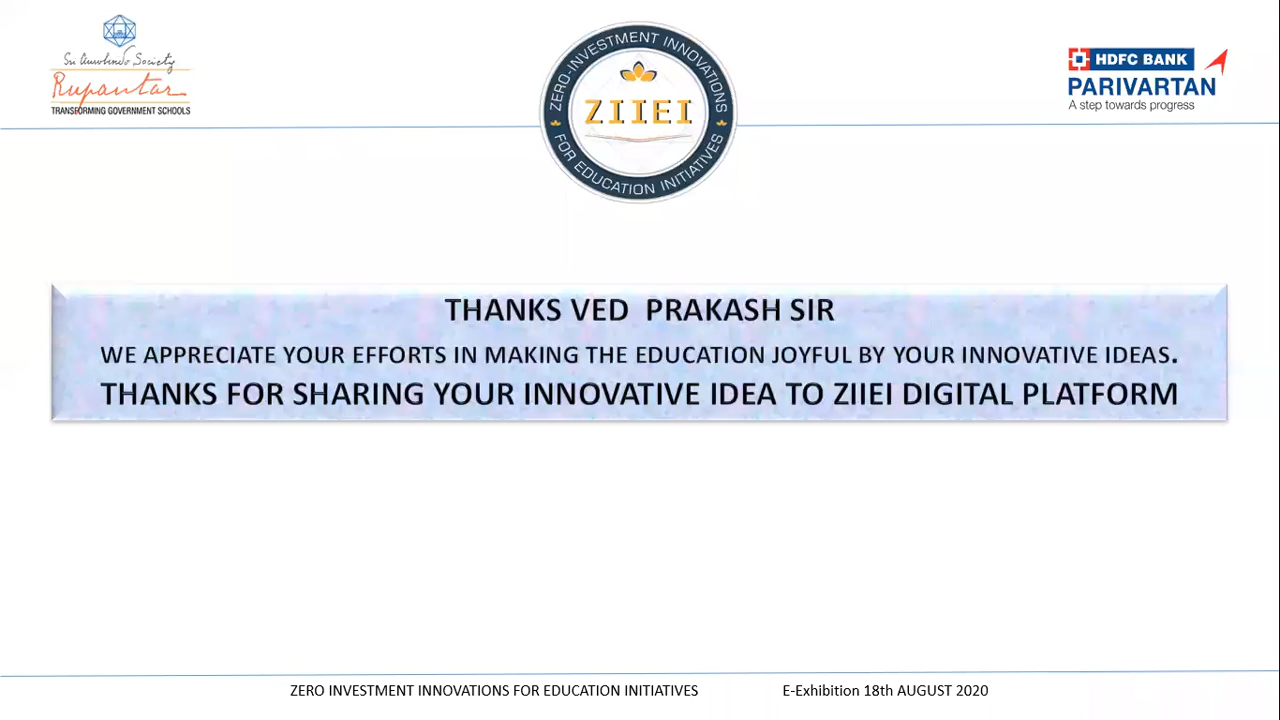 Sri Aurobindo Society
Rupantar
TRANSFORMING GOVERNMENT SCHOOLS
ZERO-INVESTMENT INNOVATIONS
ZIIEI
FOR EDUCATION INITIATIVES
HDFC BANK
PARIVARTAN
A step towards progress
THANKS VED PRAKASH SIR
WE APPRECIATE YOUR EFFORTS IN MAKING THE EDUCATION JOYFUL BY YOUR INNOVATIVE IDEAS.
THANKS FOR SHARING YOUR INNOVATIVE IDEA TO ZIIEI DIGITAL PLATFORM
ZERO INVESTMENT INNOVATIONS FOR EDUCATION INITIATIVES E-Exhibition 18th AUGUST 2020